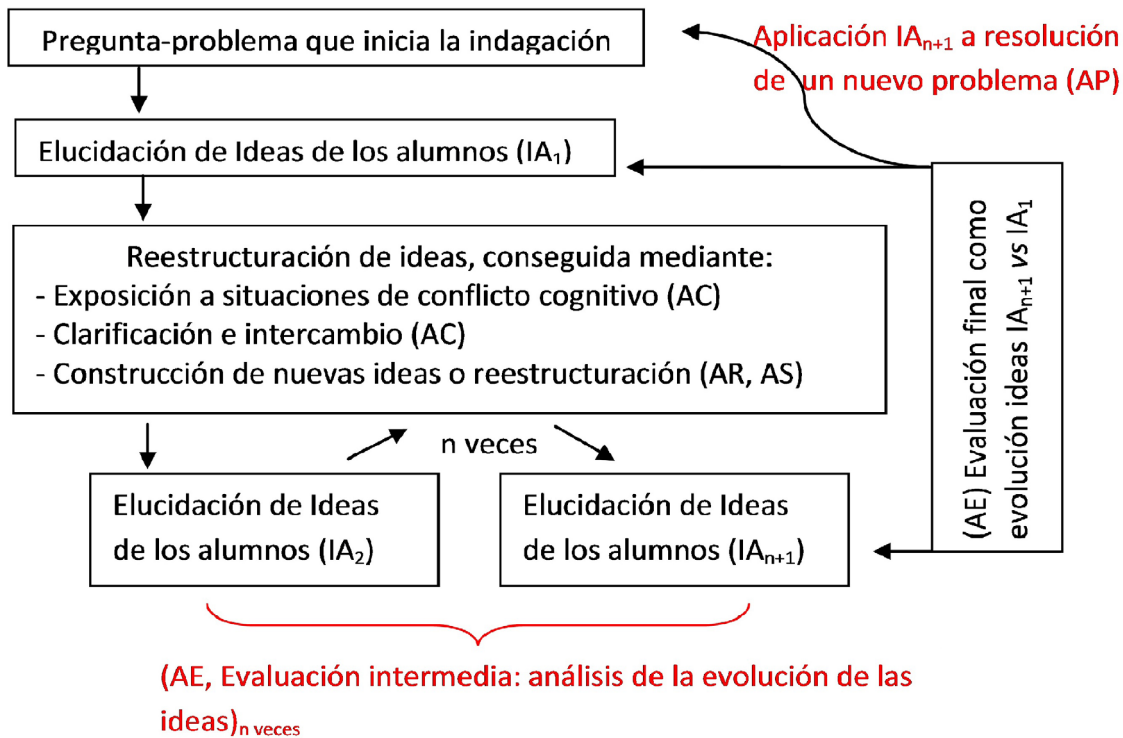 Pregunta-problema que inicia la indagación
Aplicación IAn+1 a resolución
de un nuevo problema (AP)
Elucidación de Ideas de los alumnos (IA1)
Reestructuración de ideas, conseguida mediante:
- Exposición a situaciones de conflicto cognitivo (AC)
- Clarificación e intercambio (AC)
- Construcción de nuevas ideas o reestructuración (AR, AS)
(AE) Evaluación final como
evolución ideas IAn+1 vs IA1
n veces
Elucidación de Ideas
de los alumnos (IA2)
Elucidación de Ideas
de los alumnos (IAn+1)
(AE, Evaluación intermedia: análisis de la evolución de las
ideas)n veces